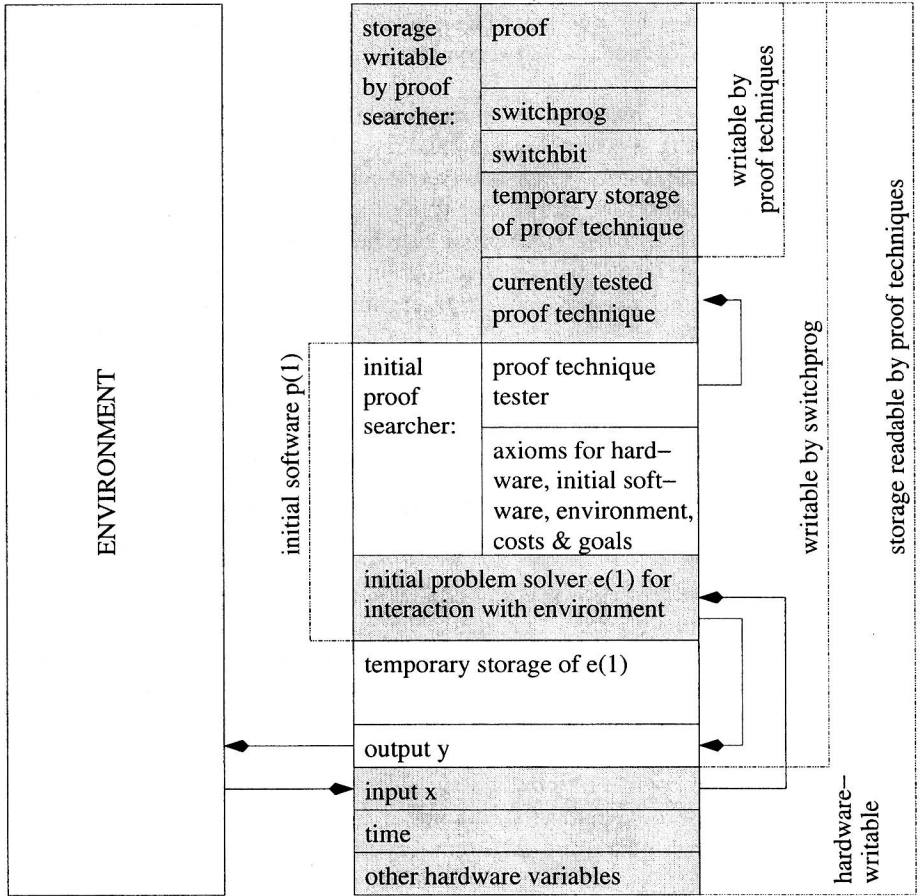 ENVIRONMENT
initial software p(1)
storage
writable
by proof
searcher:
proof
switchprog
switchbit
temporary storage
of proof technique
currently tested
proof technique
initial
proof
searcher:
proof technique
tester
axioms for hard–
ware, initial soft–
ware, environment,
costs & goals
initial problem solver e(1) for
interaction with environment
temporary storage of e(1)
output y
input x
time
other hardware variables
writable by
proof techniques
writable by switchprog
storage readable by proof techniques
hardware–
writable